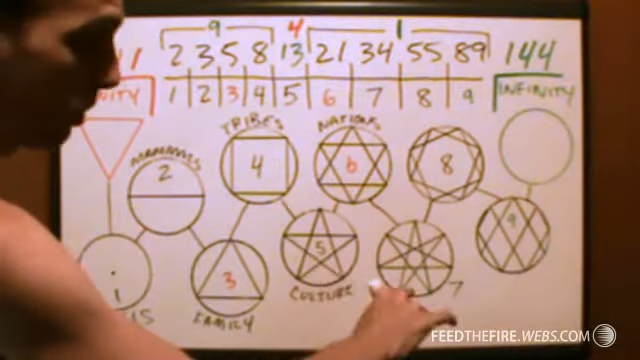 9 4 1
1 2 3 5 8 13 21 34 55 89 144
1 2 3 4 5 6 7 8 9 INFINITY
TRIBES NATIONS
2 4 6 8
1 3 5 7 9
CULTURE
FAMILY
FEEDTHEFIRE.WEBS.COM